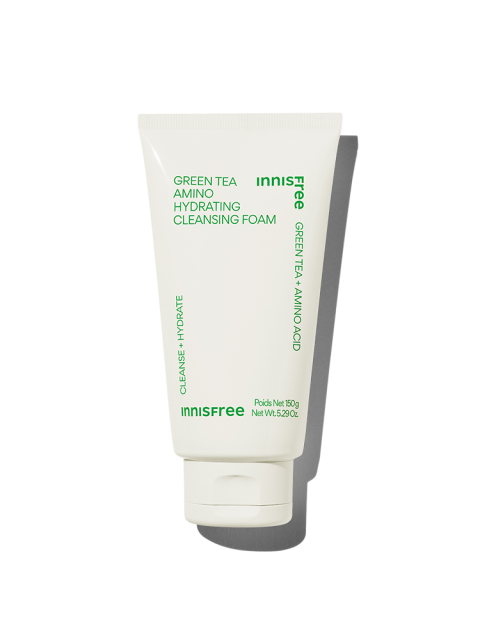 GREEN TEA
AMINO
HYDRATING
CLEANSING FOAM
INNISFree
GREEN TEA + AMINO ACID
CLEANSE + HYDRATE
INNISFree
Poids Net 150g
Net Wt. 5.29 Oz.